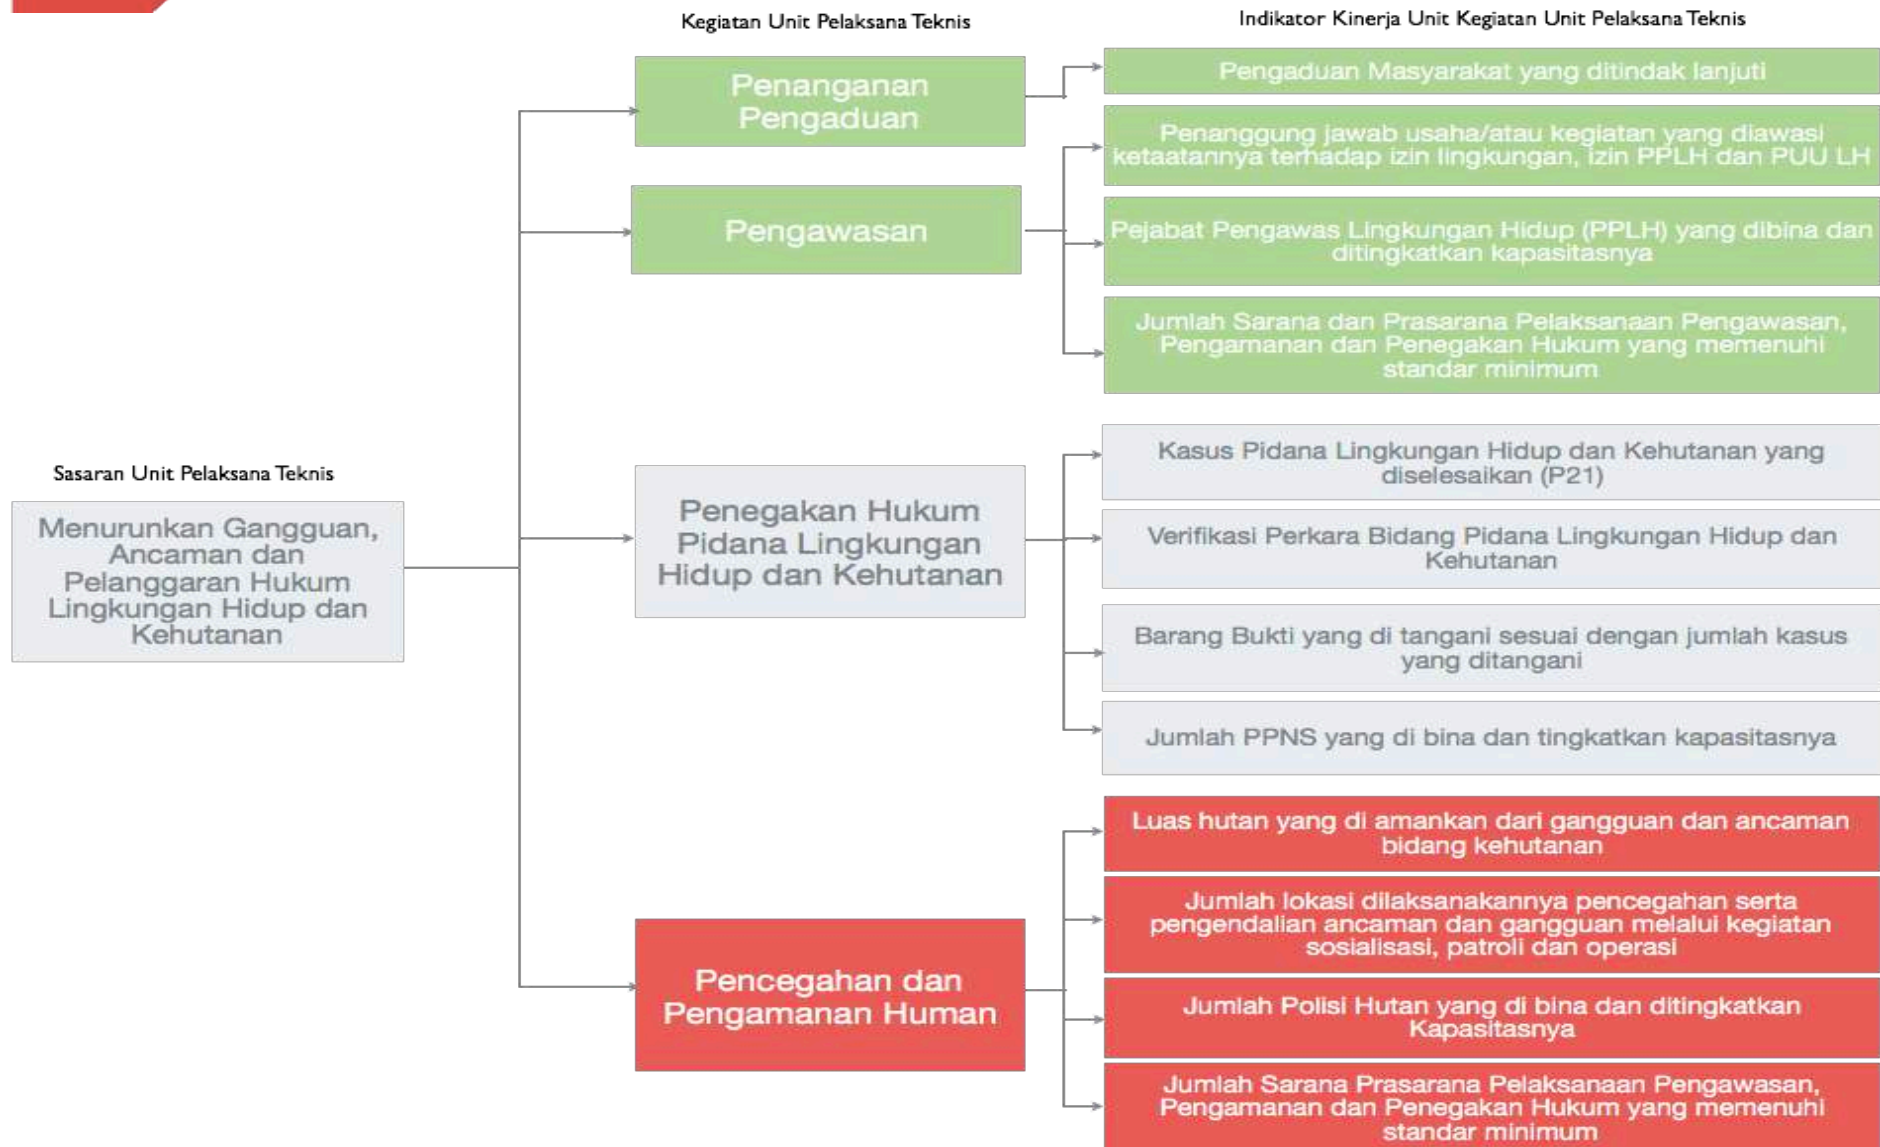 Kegiatan Unit Pelaksana Teknis
Indikator Kinerja Unit Kegiatan Unit Pelaksana Teknis
Sasaran Unit Pelaksana Teknis
Menurunkan Gangguan,
Ancaman dan
Pelanggaran Hukum
Lingkungan Hidup dan
Kehutanan
Penanganan
Pengaduan
Pengaduan Masyarakat yang ditindak lanjuti
Pengawasan
Penanggung jawab usaha/atau kegiatan yang diawasi
ketaatannya terhadap izin lingkungan, izin PPLH dan PUU LH
Pejabat Pengawas Lingkungan Hidup (PPLH) yang dibina dan
ditingkatkan kapasitasnya
Jumlah Sarana dan Prasarana Pelaksanaan Pengawasan,
Pengamanan dan Penegakan Hukum yang memenuhi
standar minimum
Penegakan Hukum
Pidana Lingkungan
Hidup dan Kehutanan
Kasus Pidana Lingkungan Hidup dan Kehutanan yang
diselesaikan (P21)
Verifikasi Perkara Bidang Pidana Lingkungan Hidup dan
Kehutanan
Barang Bukti yang di tangani sesuai dengan jumlah kasus
yang ditangani
Jumlah PPNS yang di bina dan tingkatkan kapasitasnya
Pencegahan dan
Pengamanan Human
Luas hutan yang di amankan dari gangguan dan ancaman
bidang kehutanan
Jumlah lokasi dilaksanakannya pencegahan serta
pengendalian ancaman dan gangguan melalui kegiatan
sosialisasi, patroli dan operasi
Jumlah Polisi Hutan yang di bina dan ditingkatkan
Kapasitasnya
Jumlah Sarana Prasarana Pelaksanaan Pengawasan,
Pengamanan dan Penegakan Hukum yang memenuhi
standar minimum